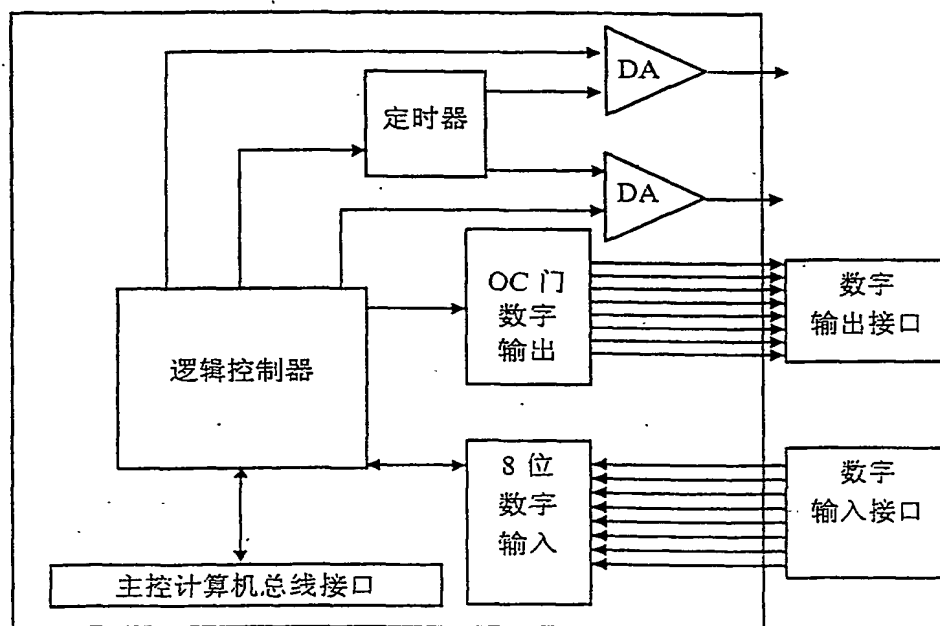 DA
定时器
DA
OC 门
数字
输出
数字
输出接口
逻辑控制器
8 位
数字
输入
数字
输入接口
主控计算机总线接口